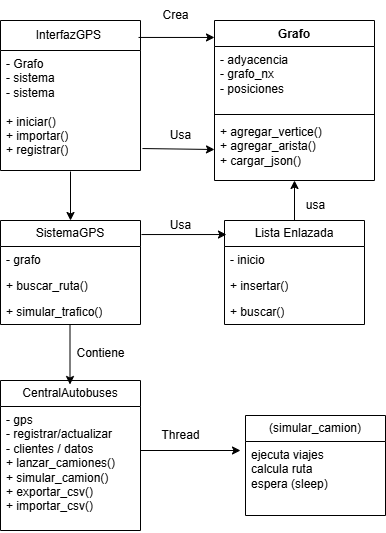 Crea
InterfazGPS
- Grafo
- sistema
- sistema
+ iniciar()
+ importar()
+ registrar()
Grafo
- adyacencia
- grafo_nx
- posiciones
+ agregar_vertice()
+ agregar_arista()
+ cargar_json()
Usa
usa
SistemaGPS
- grafo
+ buscar_ruta()
+ simular_trafico()
Usa
Lista Enlazada
- inicio
+ insertar()
+ buscar()
Contiene
CentralAutobuses
- gps
- registrar/actualizar
- clientes / datos
+ lanzar_camiones()
+ simular_camion()
+ exportar_csv()
+ importar_csv()
Thread
(simular_camion)
ejecuta viajes
calcula ruta
espera (sleep)